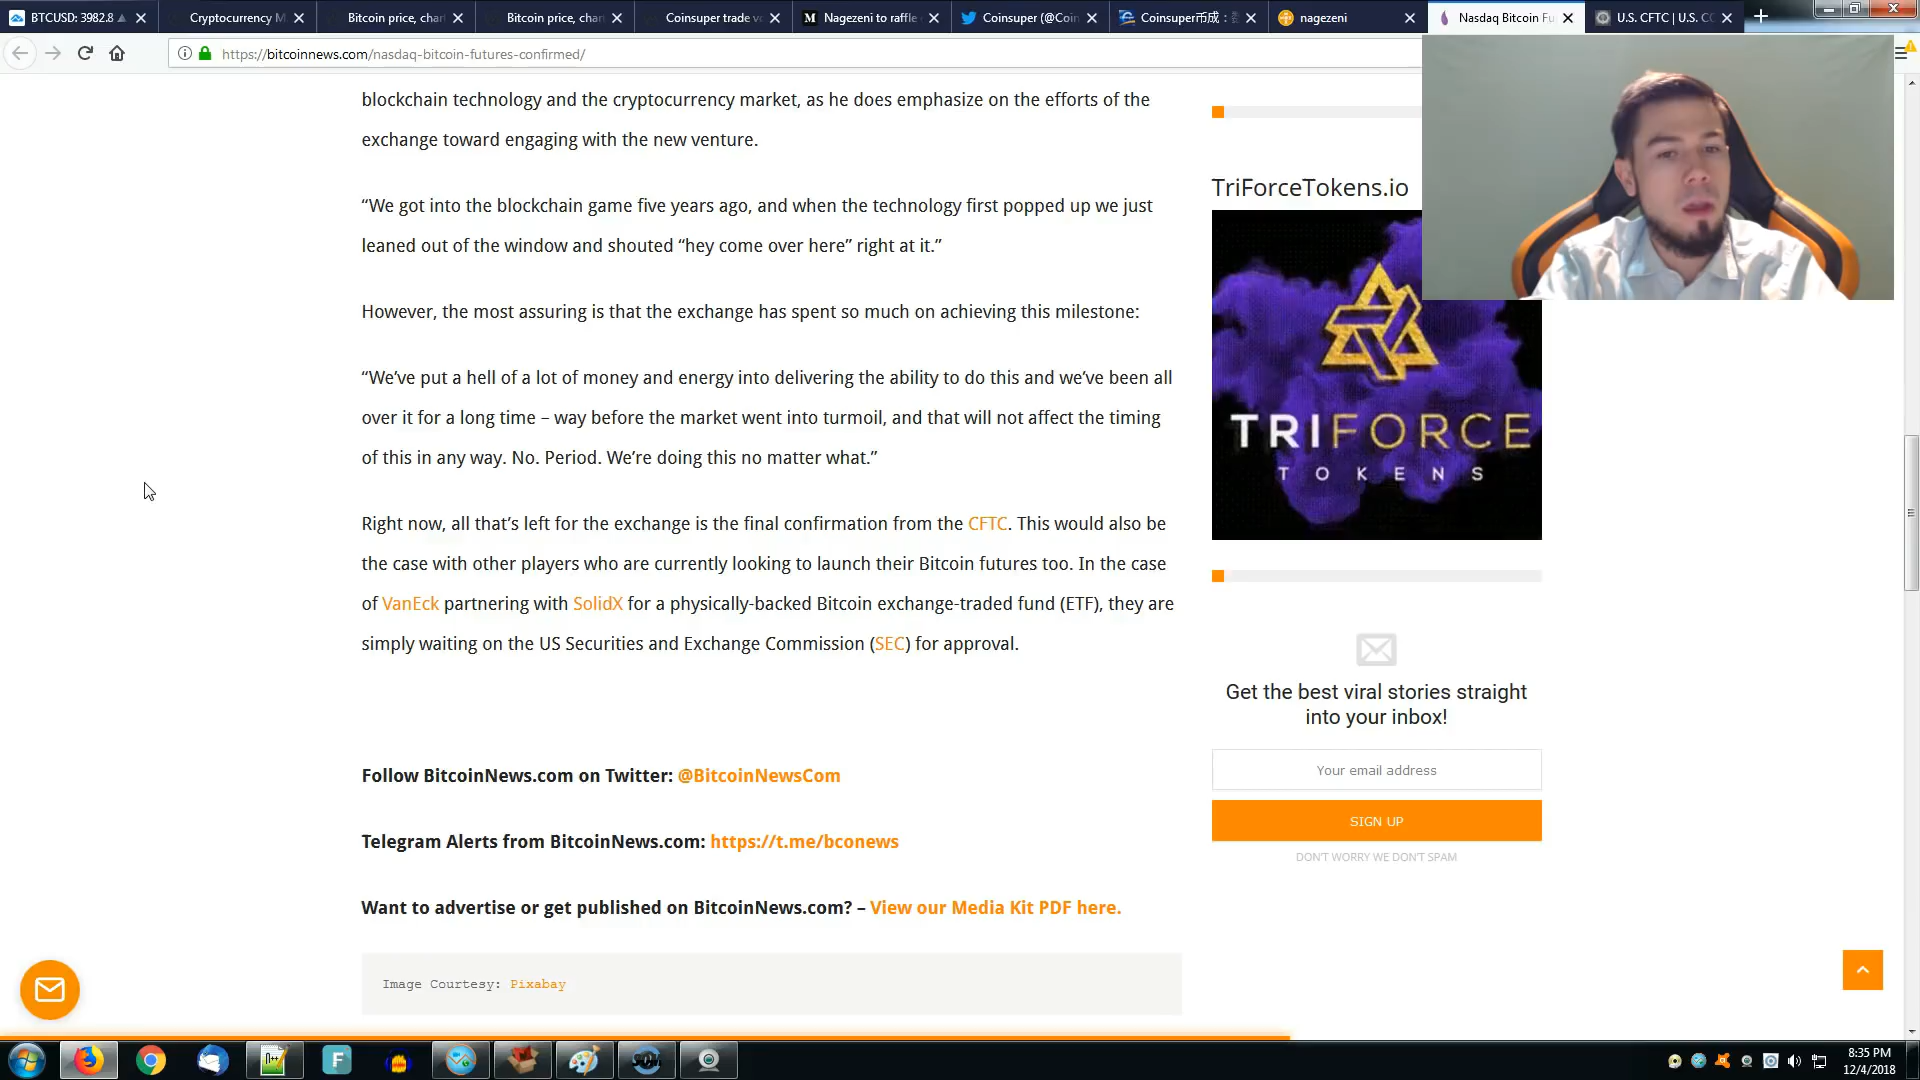 BTCUSD: 3982.8
Cryptocurrency M
Bitcoin price, char
Bitcoin price, char
Coinsuper trade v
Nagezeni to raffle
Coinsuper (@Coin
Coinsuper币成：
nagezeni
Nasdaq Bitcoin Fu
U.S. CFTC | U.S. CO
https://bitcoinnews.com/nasdaq-bitcoin-futures-confirmed/
blockchain technology and the cryptocurrency market, as he does emphasize on the efforts of the
exchange toward engaging with the new venture.
“We got into the blockchain game five years ago, and when the technology first popped up we just
leaned out of the window and shouted “hey come over here” right at it.”
However, the most assuring is that the exchange has spent so much on achieving this milestone:
“We’ve put a hell of a lot of money and energy into delivering the ability to do this and we’ve been all
over it for a long time – way before the market went into turmoil, and that will not affect the timing
of this in any way. No. Period. We’re doing this no matter what.”
Right now, all that’s left for the exchange is the final confirmation from the CFTC. This would also be
the case with other players who are currently looking to launch their Bitcoin futures too. In the case
of VanEck partnering with SolidX for a physically-backed Bitcoin exchange-traded fund (ETF), they are
simply waiting on the US Securities and Exchange Commission (SEC) for approval.
Follow BitcoinNews.com on Twitter: @BitcoinNewsCom
Telegram Alerts from BitcoinNews.com: https://t.me/bconews
Want to advertise or get published on BitcoinNews.com? – View our Media Kit PDF here.
Image Courtesy: Pixabay
TriForceTokens.io
TRIFORCE
TOKENS
Get the best viral stories straight
into your inbox!
Your email address
SIGN UP
DON'T WORRY WE DON'T SPAM
8:35 PM
12/4/2018